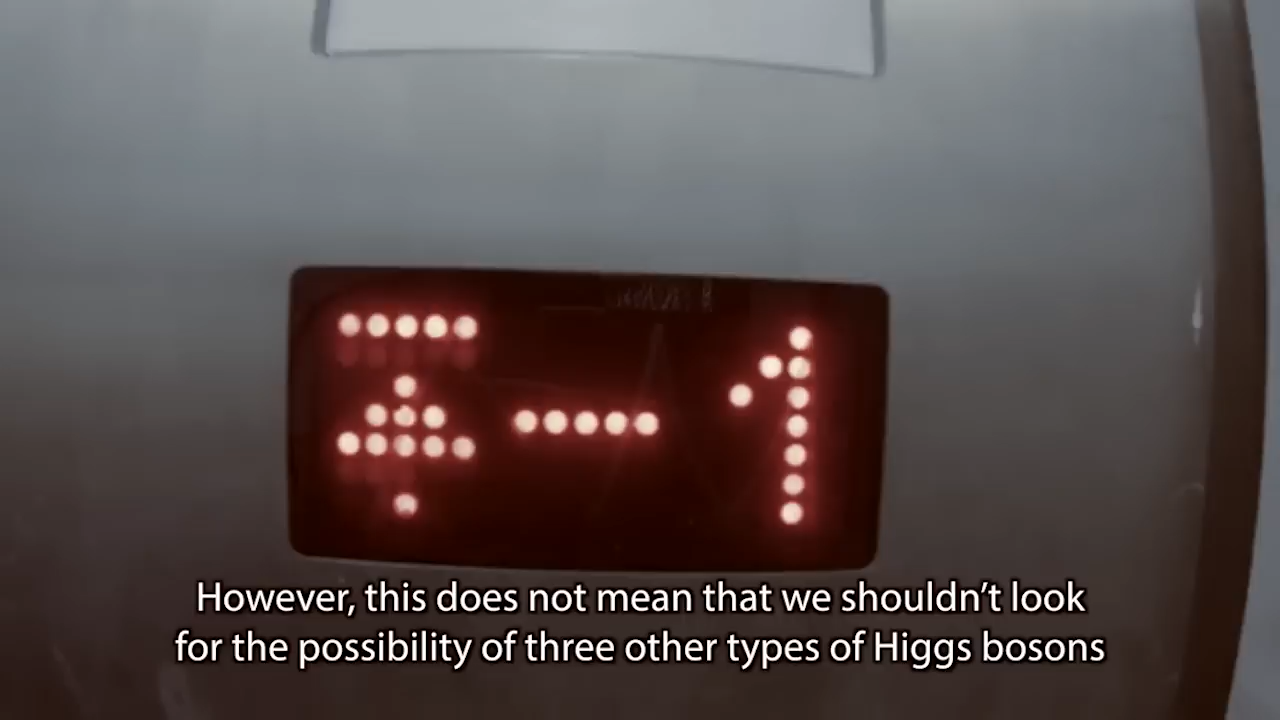 -1
However, this does not mean that we shouldn’t look
for the possibility of three other types of Higgs bosons